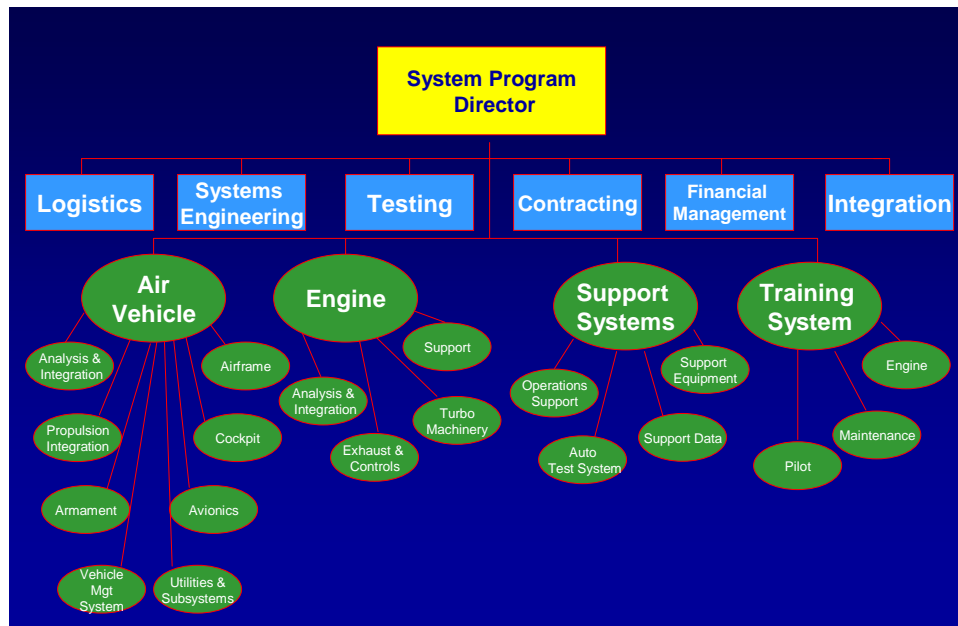 System Program
Director
Logistics
Systems
Engineering
Testing
Contracting
Financial
Management
Integration
Air
Vehicle
Engine
Support
Systems
Training
System
Analysis &
Integration
Airframe
Propulsion
Integration
Cockpit
Armament
Avionics
Vehicle
Mgt
System
Utilities &
Subsystems
Support
Analysis &
Integration
Turbo
Machinery
Exhaust &
Controls
Operations
Support
Support
Equipment
Auto
Test System
Support Data
Engine
Maintenance
Pilot